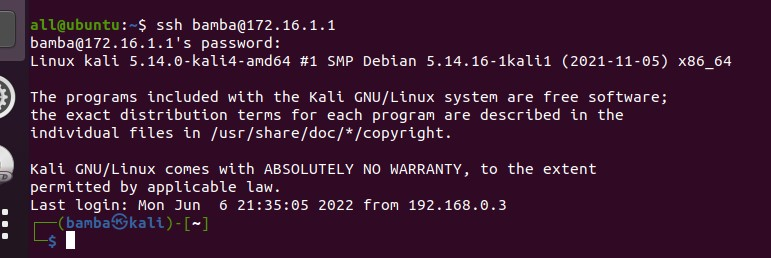 all@ubuntu:~$ ssh bamba@172.16.1.1
bamba@172.16.1.1's password:
Linux kali 5.14.0-kali4-amd64 #1 SMP Debian 5.14.16-1kali1 (2021-11-05) x86_64
The programs included with the Kali GNU/Linux system are free software;
the exact distribution terms for each program are described in the
individual files in /usr/share/doc/*/copyright.
Kali GNU/Linux comes with ABSOLUTELY NO WARRANTY, to the extent
permitted by applicable law.
Last login: Mon Jun  6 21:35:05 2022 from 192.168.0.3
┌──(bamba㉿kali)-[~]
└─$